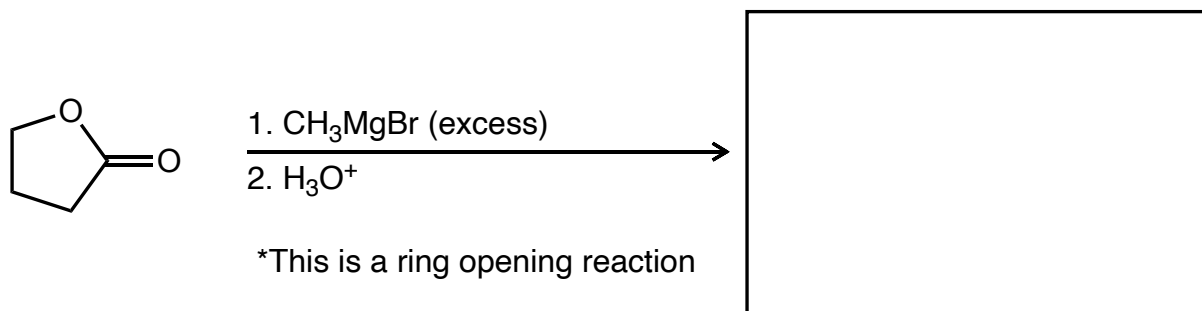 O
O
1. CH₃MgBr (excess)
2. H₃O⁺
*This is a ring opening reaction